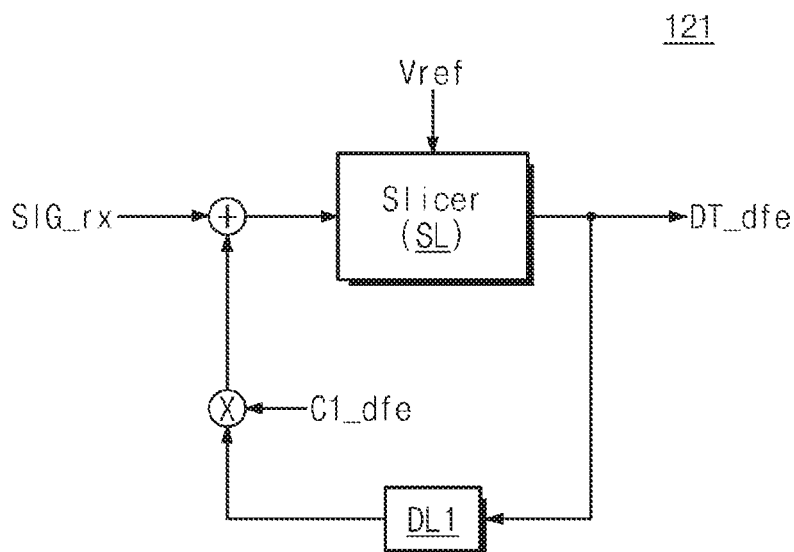 121
Vref
SIG_rx
+
Slicer
(SL)
DT_dfe
X
C1_dfe
DL1